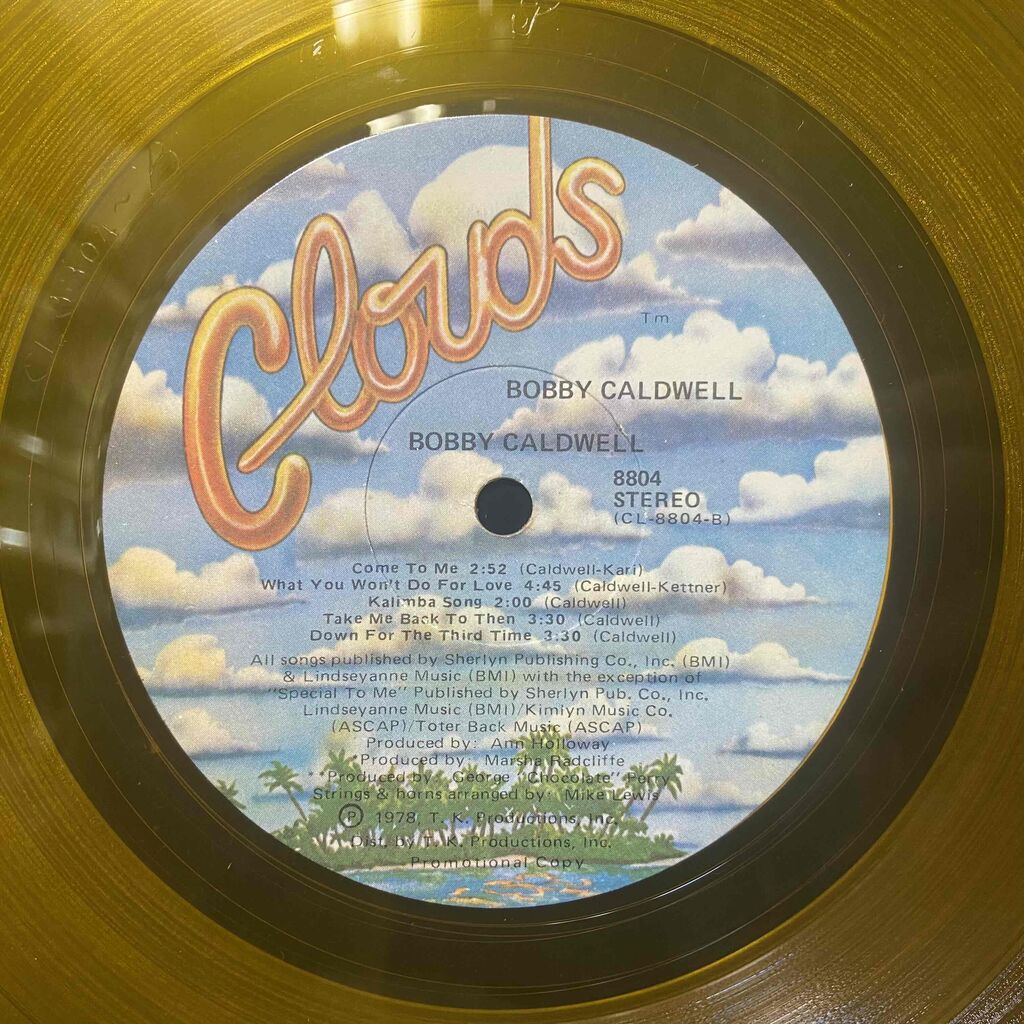 Clouds
Tm
BOBBY CALDWELL
BOBBY CALDWELL
8804
STEREO
(CL-8804-B)
Come To Me 2:52 (Caldwell-Kari)
What You Won't Do For Love 4:45 (Caldwell-Kettner)
Kalimba Song 2:00 (Caldwell)
Take Me Back To Then 3:30 (Caldwell)
Down For The Third Time 3:30 (Caldwell)
All songs published by Sherlyn Publishing Co., Inc. (BMI)
& Lindseyanne Music (BMI) with the exception of
"Special To Me" Published by Sherlyn Pub. Co., Inc.
Lindseyanne Music (BMI)/Kimlyn Music Co.
(ASCAP)/Toter Back Music (ASCAP)
Produced by: Ann Holloway
*Produced by: Marsha Radcliffe
**Produced by: George "Chocolate" Perry
Strings & horns arranged by: Mike Lewis
Ⓟ 1978, T. K. Productions, Inc.
Dist. by T. K. Productions, Inc.
Promotional Copy